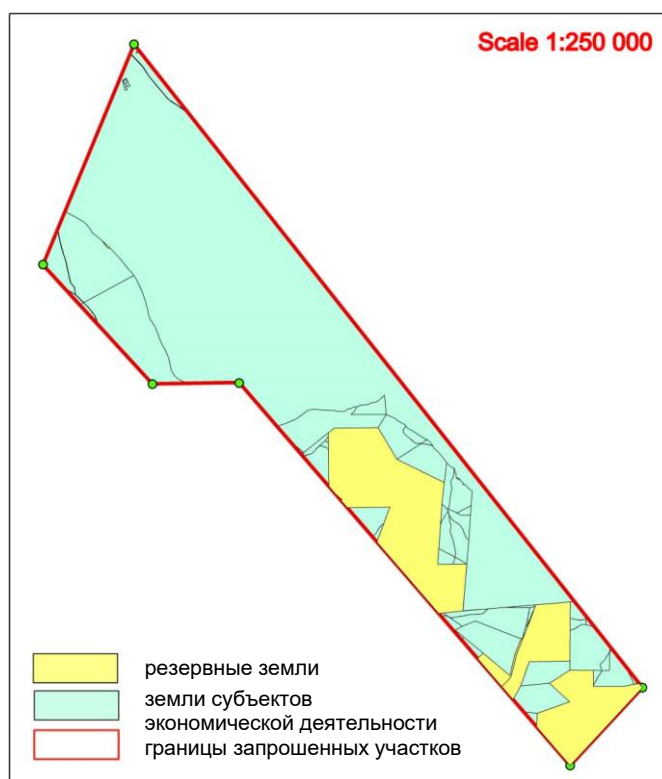 Scale 1:250 000
резервные земли
земли субъектов
экономической деятельности
границы запрошенных участков